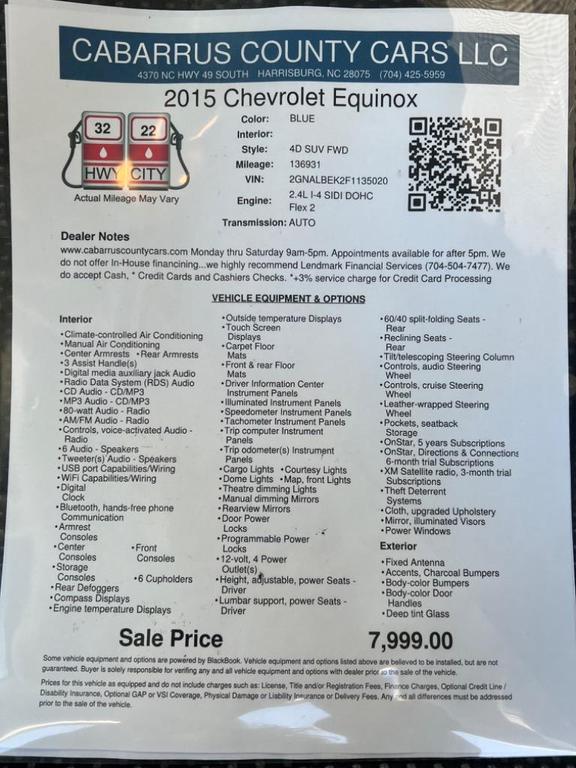 CABARRUS COUNTY CARS LLC
4370 NC HWY 49 SOUTH HARRISBURG, NC 28075 (704) 425-5959
2015 Chevrolet Equinox
32 22
HWY CITY
Actual Mileage May Vary
Color: BLUE
Interior:
Style: 4D SUV FWD
Mileage: 136931
VIN: 2GNALBEK2F1135020
Engine: 2.4L I-4 SIDI DOHC
Flex 2
Transmission: AUTO
Dealer Notes
www.cabarruscountycars.com Monday thru Saturday 9am-5pm. Appointments available for after 5pm. We
do not offer In-House financining...we highly recommend Lendmark Financial Services (704-504-7477). We
do accept Cash, * Credit Cards and Cashiers Checks. *+3% service charge for Credit Card Processing
VEHICLE EQUIPMENT & OPTIONS
Interior
•Climate-controlled Air Conditioning
•Manual Air Conditioning
•Center Armrests •Rear Armrests
•3 Assist Handle(s)
•Digital media auxiliary jack Audio
•Radio Data System (RDS) Audio
•CD Audio - CD/MP3
•MP3 Audio - CD/MP3
•80-watt Audio - Radio
•AM/FM Audio - Radio
•Controls, voice-activated Audio -
Radio
•6 Audio - Speakers
•Tweeter(s) Audio - Speakers
•USB port Capabilities/Wiring
•WiFi Capabilities/Wiring
•Digital
Clock
•Bluetooth, hands-free phone
Communication
•Armrest
Consoles
•Center •Front
Consoles Consoles
•Storage
Consoles •6 Cupholders
•Rear Defoggers
•Compass Displays
•Engine temperature Displays
•Outside temperature Displays
•Touch Screen
Displays
•Carpet Floor
Mats
•Front & rear Floor
Mats
•Driver Information Center
Instrument Panels
•Illuminated Instrument Panels
•Speedometer Instrument Panels
•Tachometer Instrument Panels
•Trip computer Instrument
Panels
•Trip odometer(s) Instrument
Panels
•Cargo Lights •Courtesy Lights
•Dome Lights •Map, front Lights
•Theatre dimming Lights
•Manual dimming Mirrors
•Rearview Mirrors
•Door Power
Locks
•Programmable Power
Locks
•12-volt, 4 Power
Outlet(s)
•Height, adjustable, power Seats -
Driver
•Lumbar support, power Seats -
Driver
•60/40 split-folding Seats -
Rear
•Reclining Seats -
Rear
•Tilt/telescoping Steering Column
•Controls, audio Steering
Wheel
•Controls, cruise Steering
Wheel
•Leather-wrapped Steering
Wheel
•Pockets, seatback
Storage
•OnStar, 5 years Subscriptions
•OnStar, Directions & Connections
6-month trial Subscriptions
•XM Satellite radio, 3-month trial
Subscriptions
•Theft Deterrent
Systems
•Cloth, upgraded Upholstery
•Mirror, illuminated Visors
•Power Windows
Exterior
•Fixed Antenna
•Accents, Charcoal Bumpers
•Body-color Bumpers
•Body-color Door
Handles
•Deep tint Glass
Sale Price 7,999.00
Some vehicle equipment and options are powered by BlackBook. Vehicle equipment and options listed above are believed to be installed, but are not
guaranteed. Buyer is solely responsible for verifying any and all vehicle equipment and options with dealer prior to the sale of the vehicle.
Prices for this vehicle as equipped and do not include charges such as: License, Title and/or Registration Fees, Finance Charges, Optional Credit Line /
Disability Insurance, Optional GAP or VSI Coverage, Physical Damage or Liability Insurance or Delivery Fees. Any and all differences must be addressed
prior to the sale of the vehicle.